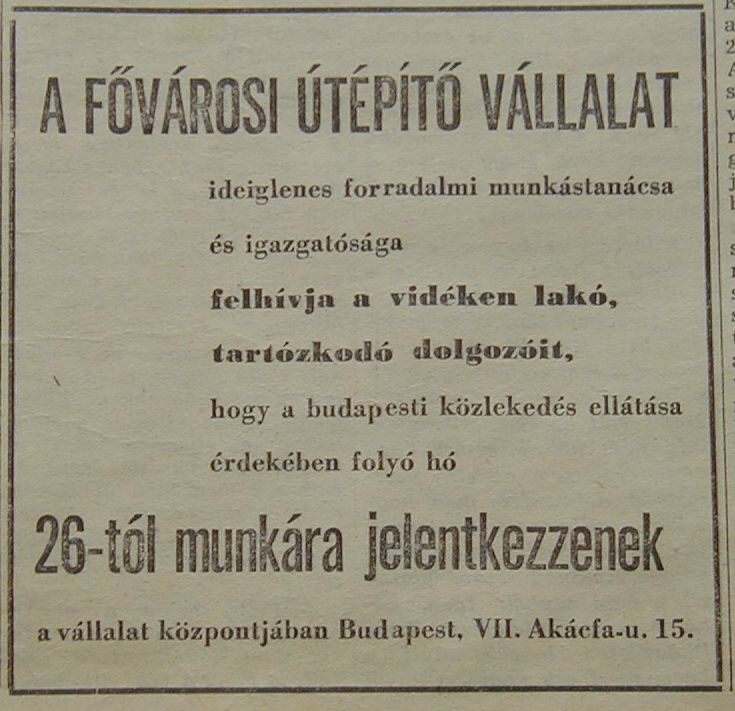 A FŐVÁROSI ÚTÉPÍTŐ VÁLLALAT
ideiglenes forradalmi munkástanácsa
és igazgatósága
felhívja a vidéken lakó,
tartózkodó dolgozóit,
hogy a budapesti közlekedés ellátása
érdekében folyó hó
26-tól munkára jelentkezzenek
a vállalat központjában Budapest, VII. Akácfa-u. 15.